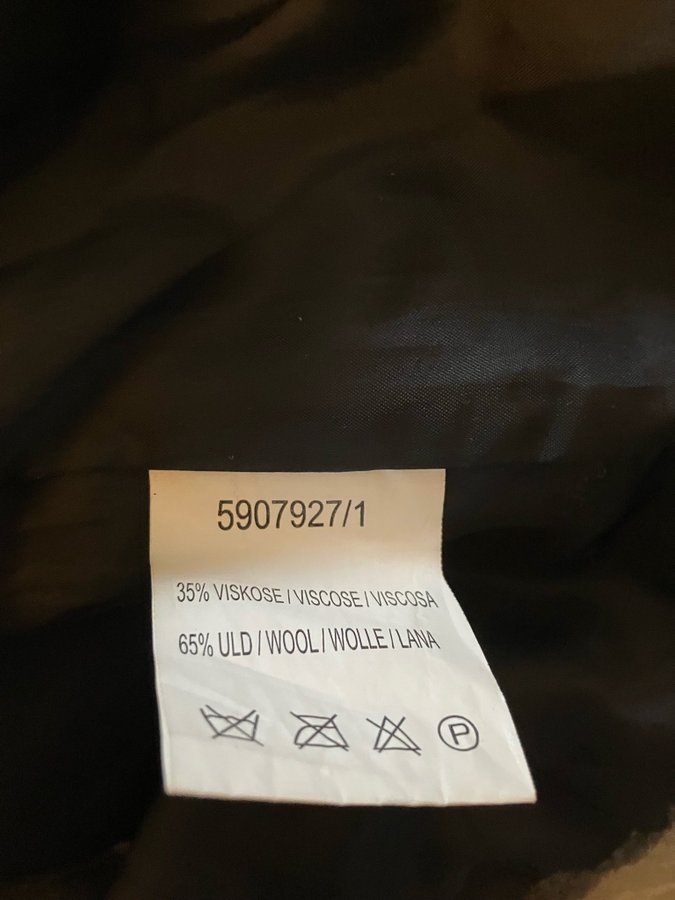 5907927/1
35% VISKOSE / VISCOSE / VISCOSA
65% ULD / WOOL / WOLLE / LANA
P